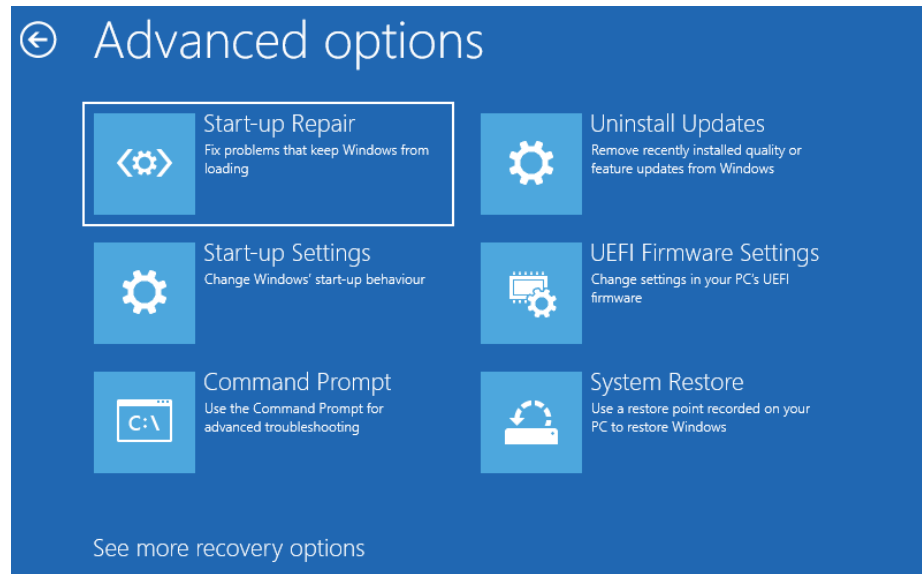 Advanced options
Start-up Repair
Fix problems that keep Windows from
loading
Uninstall Updates
Remove recently installed quality or
feature updates from Windows
Start-up Settings
Change Windows' start-up behaviour
UEFI Firmware Settings
Change settings in your PC's UEFI
firmware
C:\
Command Prompt
Use the Command Prompt for
advanced troubleshooting
System Restore
Use a restore point recorded on your
PC to restore Windows
See more recovery options